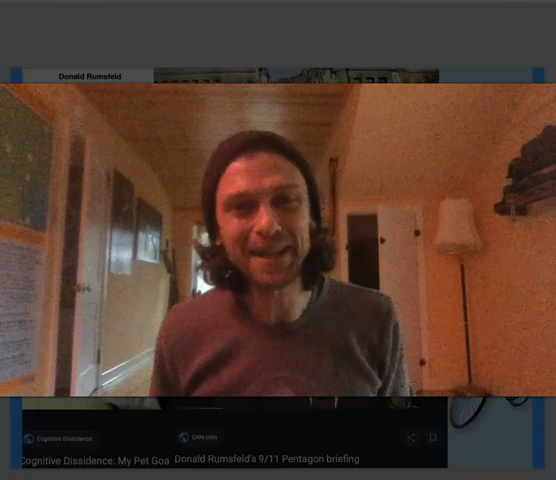 Donald Rumsfeld
Cognitive Dissidence
CNN.com
Cognitive Dissidence: My Pet Goa
Donald Rumsfeld's 9/11 Pentagon briefing